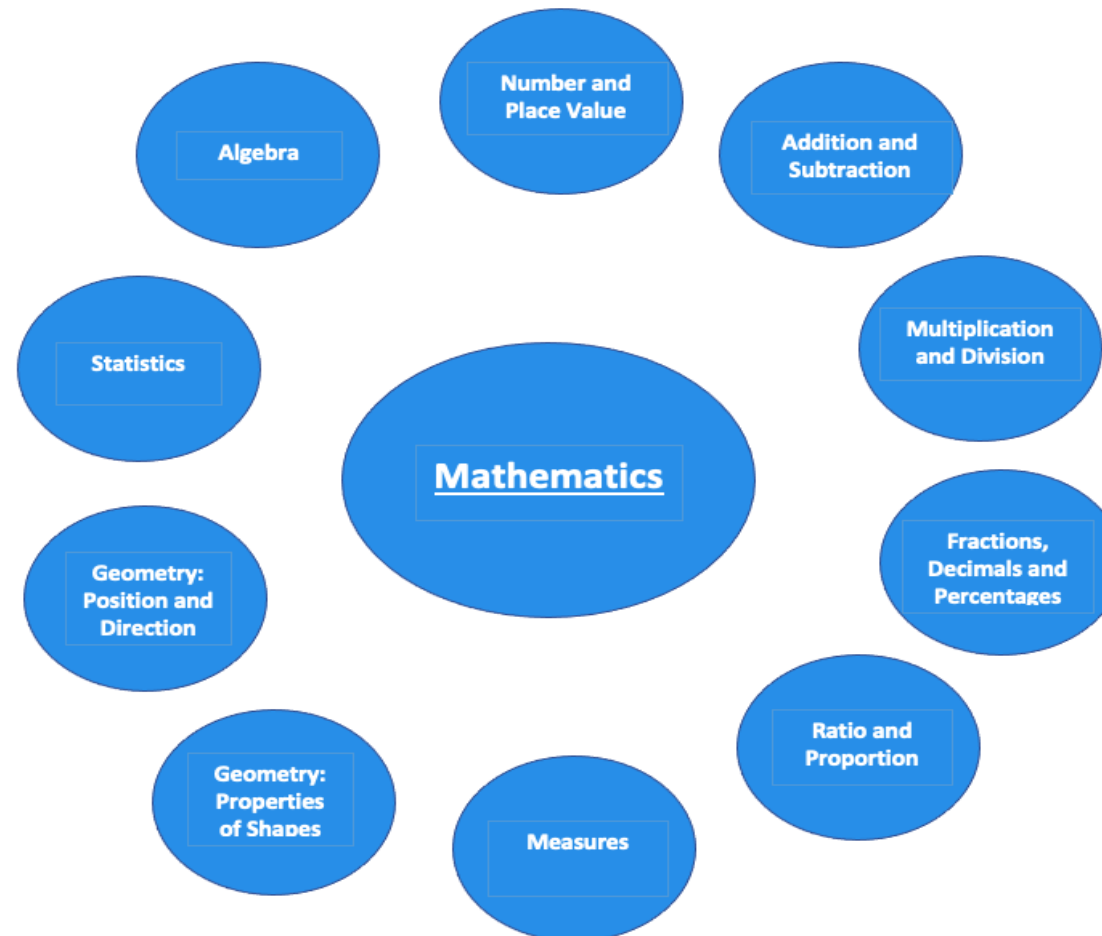 Number and
Place Value
Addition and
Subtraction
Multiplication
and Division
Fractions,
Decimals and
Percentages
Ratio and
Proportion
Measures
Geometry:
Properties
of Shapes
Geometry:
Position and
Direction
Statistics
Algebra
Mathematics